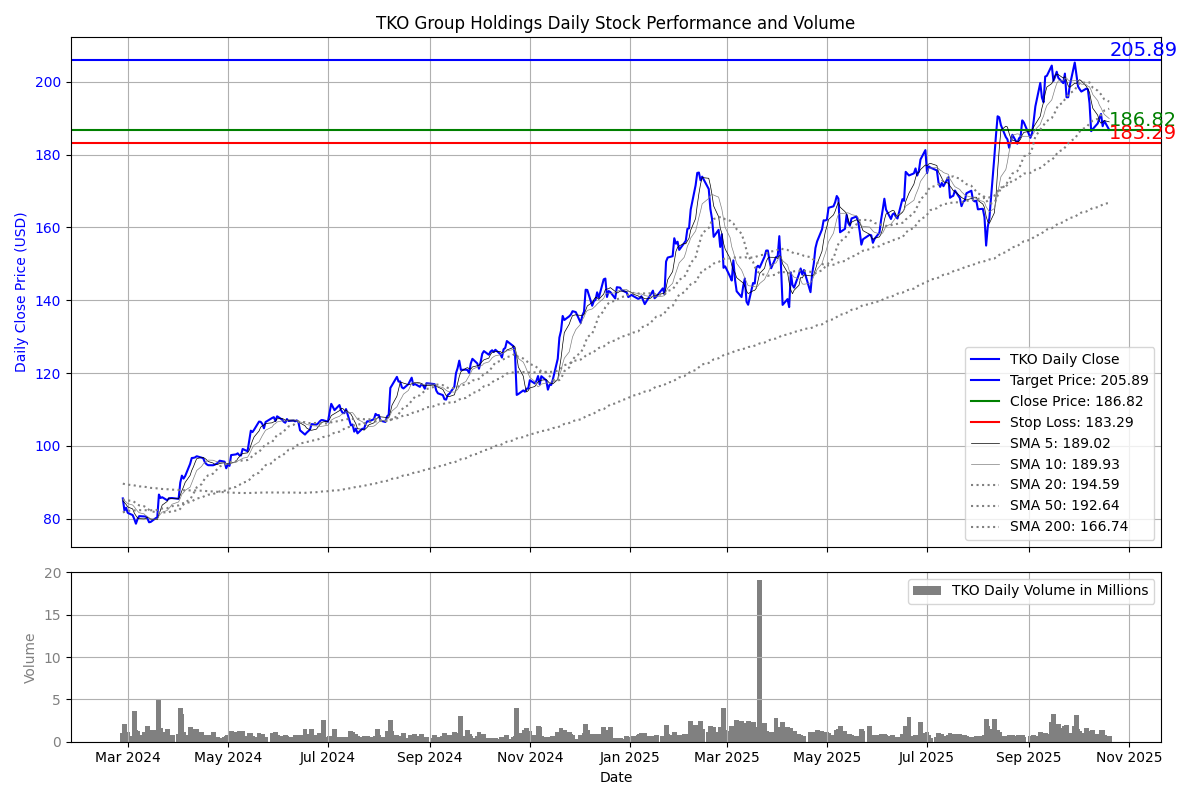 TKO Group Holdings Daily Stock Performance and Volume
205.89
186.82
183.29
200
180
160
140
120
100
80
Daily Close Price (USD)
TKO Daily Close
Target Price: 205.89
Close Price: 186.82
Stop Loss: 183.29
SMA 5: 189.02
SMA 10: 189.93
SMA 20: 194.59
SMA 50: 192.64
SMA 200: 166.74
20
15
10
5
0
Volume
TKO Daily Volume in Millions
Mar 2024 May 2024 Jul 2024 Sep 2024 Nov 2024 Jan 2025 Mar 2025 May 2025 Jul 2025 Sep 2025 Nov 2025
Date